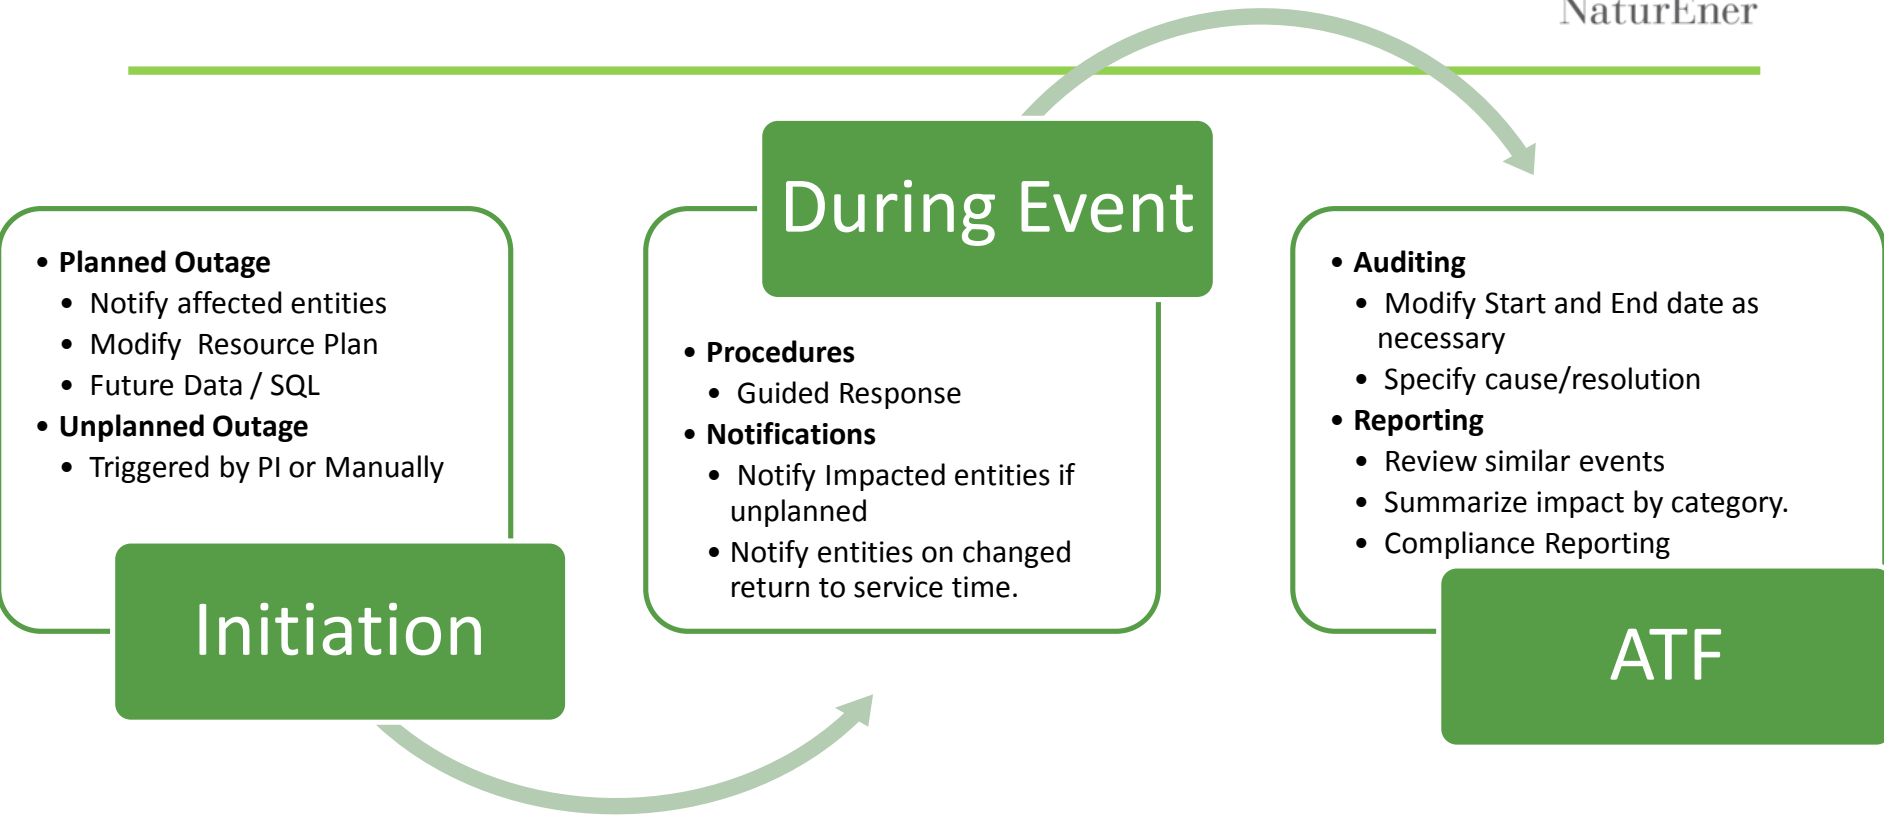 NaturEner
• Planned Outage
• Notify affected entities
• Modify Resource Plan
• Future Data / SQL
• Unplanned Outage
• Triggered by PI or Manually
Initiation
During Event
• Procedures
• Guided Response
• Notifications
• Notify Impacted entities if
unplanned
• Notify entities on changed
return to service time.
• Auditing
• Modify Start and End date as
necessary
• Specify cause/resolution
• Reporting
• Review similar events
• Summarize impact by category.
• Compliance Reporting
ATF